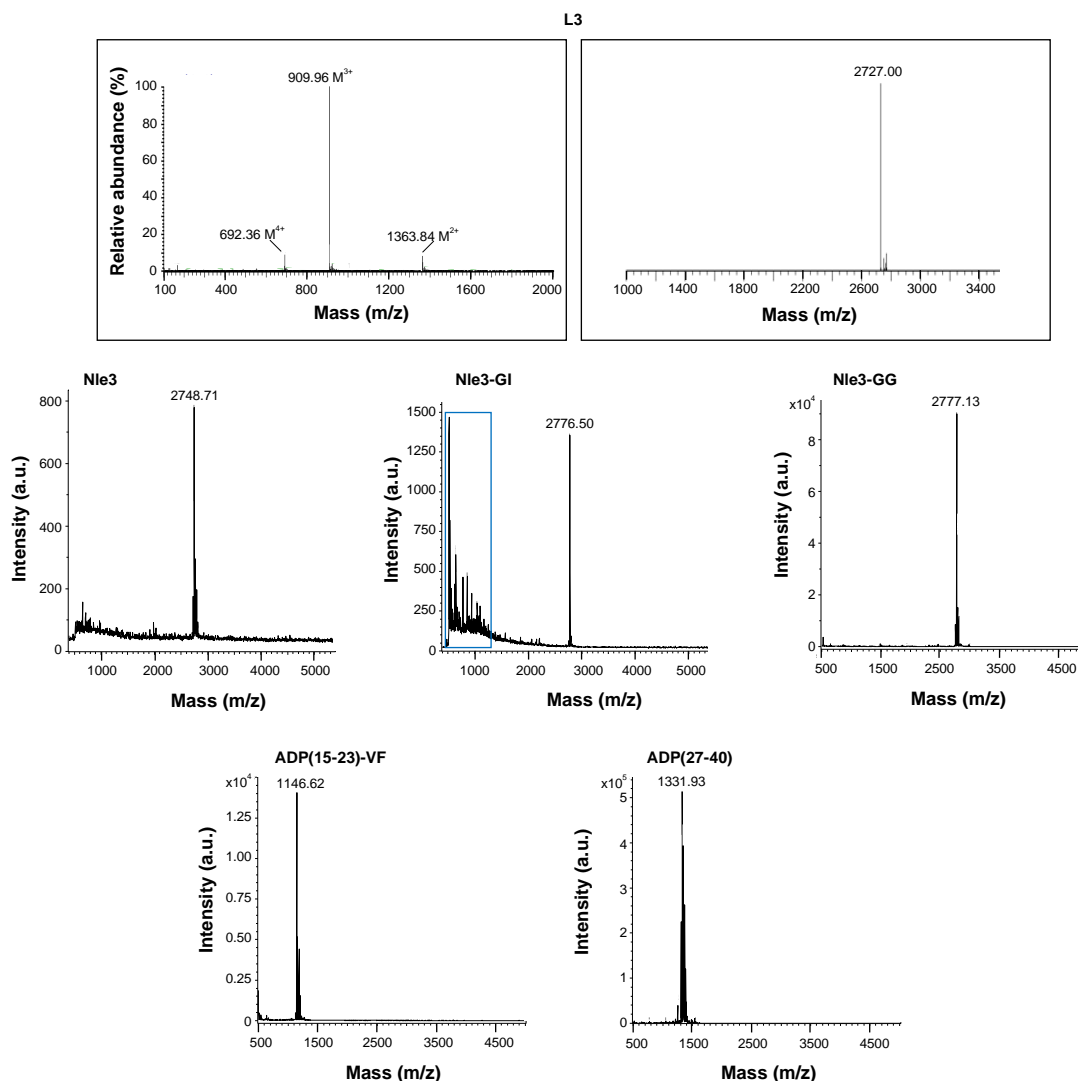 L3
909.96 M3+
692.36 M4+
1363.84 M2+
Relative abundance (%)
100
80
60
40
20
0
100 400 800 1200 1600 2000
Mass (m/z)
2727.00
1000 1400 1800 2200 2600 3000 3400
Mass (m/z)
Nle3
2748.71
Intensity (a.u.)
800
600
400
200
0
1000 2000 3000 4000 5000
Mass (m/z)
Nle3-GI
2776.50
Intensity (a.u.)
1500
1250
1000
750
500
250
0
1000 2000 3000 4000 5000
Mass (m/z)
Nle3-GG
2777.13
x10^4
Intensity (a.u.)
8
6
4
2
0
500 1500 2500 3500 4500
Mass (m/z)
ADP(15-23)-VF
1146.62
x10^4
Intensity (a.u.)
1.25
1.00
0.75
0.50
0.25
0
500 1500 2500 3500 4500
Mass (m/z)
ADP(27-40)
1331.93
x10^5
Intensity (a.u.)
5
4
3
2
1
0
500 1500 2500 3500 4500
Mass (m/z)